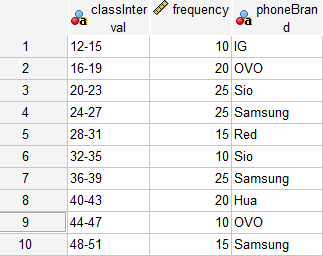 classInterval frequency phoneBrand
1 12-15 10 IG
2 16-19 20 OVO
3 20-23 25 Sio
4 24-27 25 Samsung
5 28-31 15 Red
6 32-35 10 Sio
7 36-39 25 Samsung
8 40-43 20 Hua
9 44-47 10 OVO
10 48-51 15 Samsung